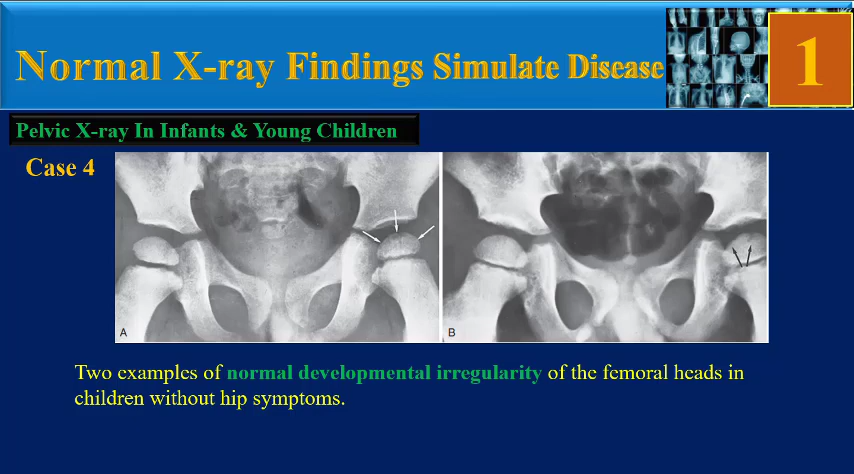 Normal X-ray Findings Simulate Disease
1
Pelvic X-ray In Infants & Young Children
Case 4
A
B
Two examples of normal developmental irregularity of the femoral heads in
children without hip symptoms.